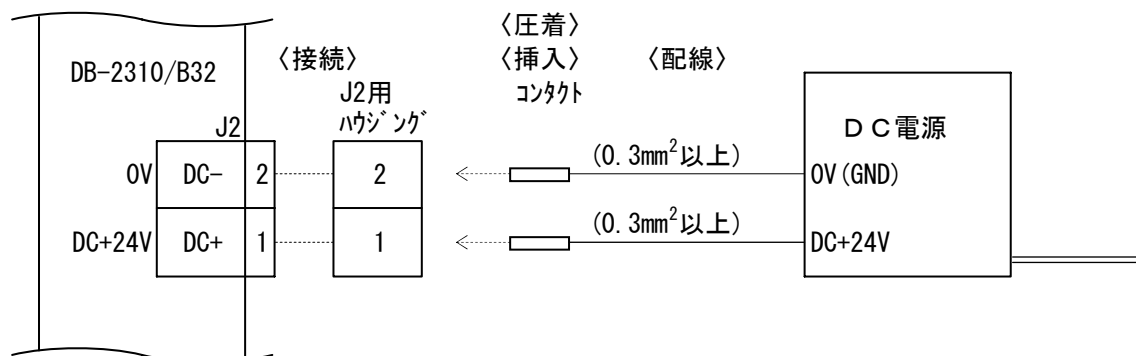 〈圧着〉
〈接続〉 〈挿入〉 〈配線〉
DB-2310/B32
J2用 ｺﾝﾀｸﾄ
J2 ﾊｳｼﾞﾝｸﾞ DC電源
0V DC- 2 2 (0.3mm²以上) 0V(GND)
DC+24V DC+ 1 1 (0.3mm²以上) DC+24V